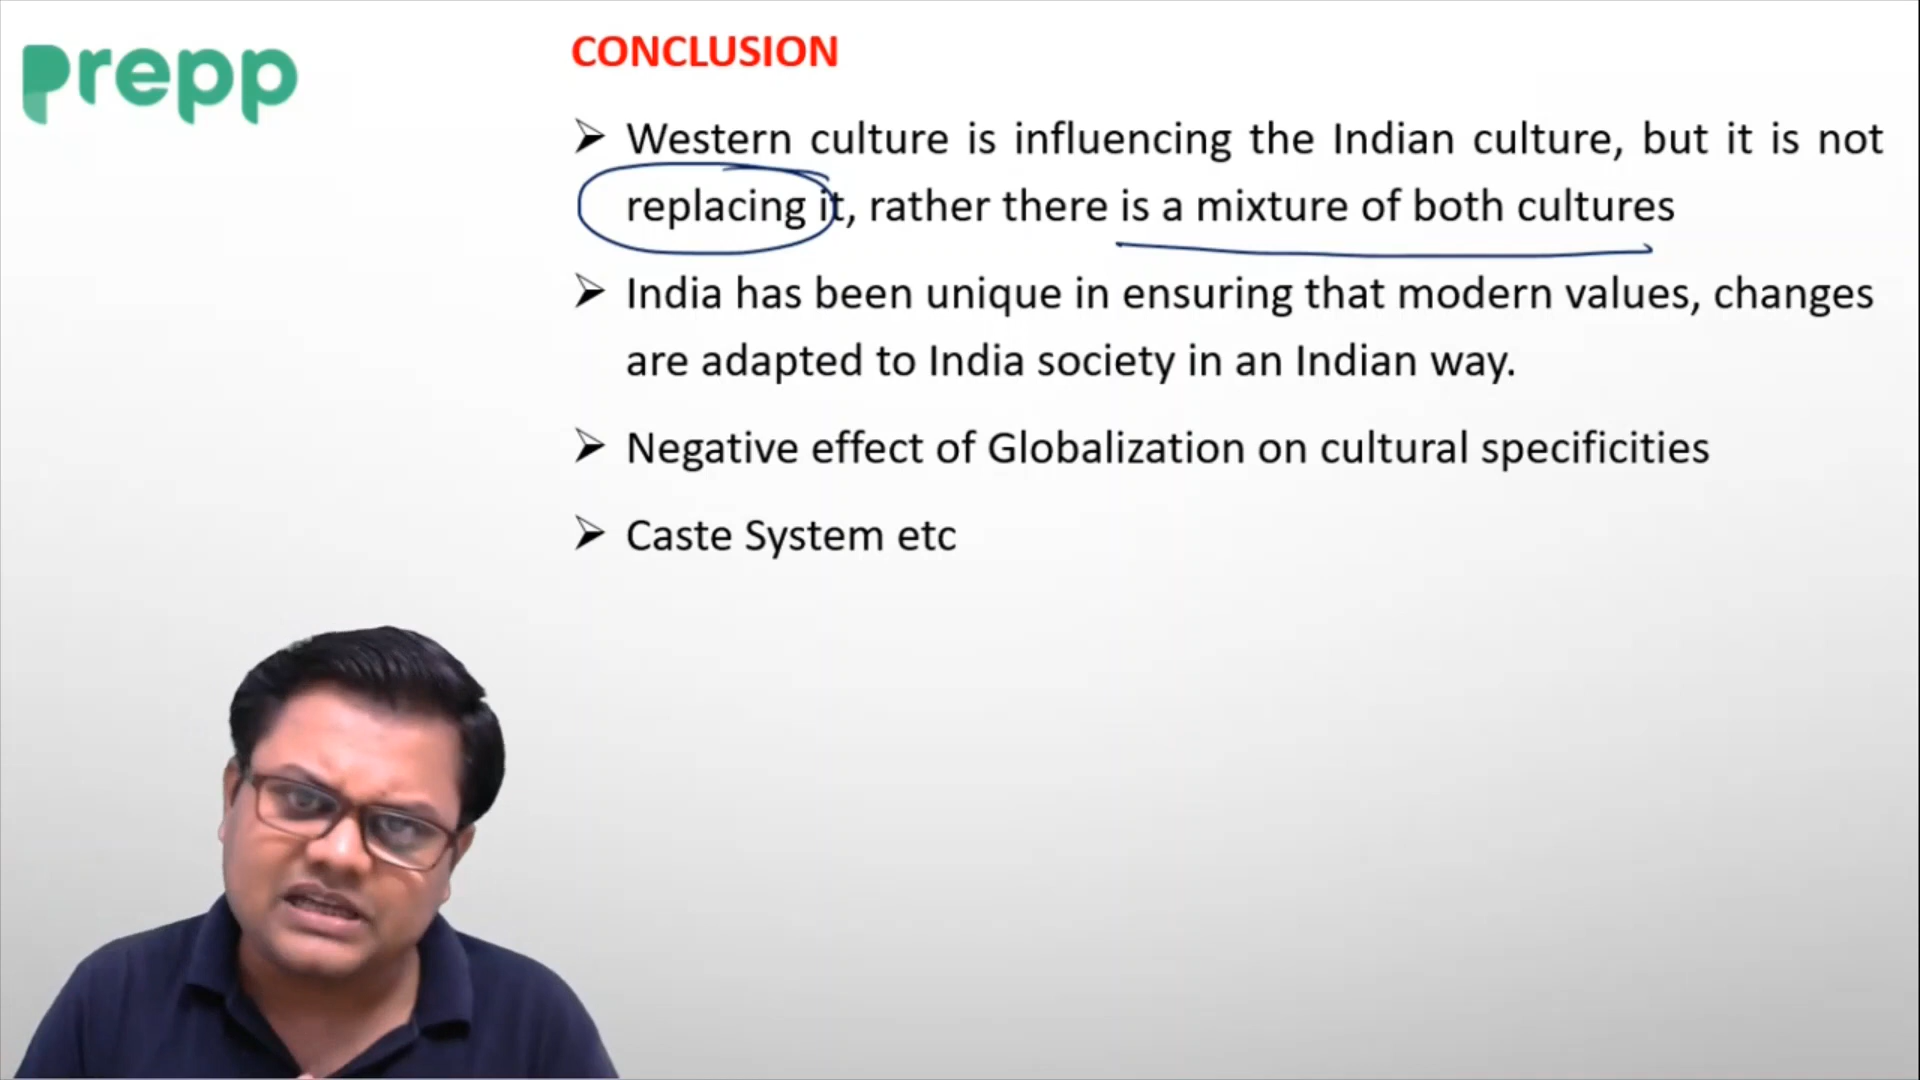 prepp
CONCLUSION
➢ Western culture is influencing the Indian culture, but it is not
replacing it, rather there is a mixture of both cultures
➢ India has been unique in ensuring that modern values, changes
are adapted to India society in an Indian way.
➢ Negative effect of Globalization on cultural specificities
➢ Caste System etc